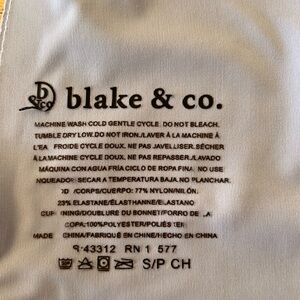 b
&co
blake & co.
MACHINE WASH COLD GENTLE CYCLE. DO NOT BLEACH.
TUMBLE DRY LOW. DO NOT IRON./LAVER À LA MACHINE À
L'EA FROIDE CYCLE DOUX. NE PAS JAVELLISER. SÉCHER
À LA MACHINE CYCLE DOUX. NE PAS REPASSER./LAVADO
MÁQUINA CON AGUA FRÍA CICLO DE ROPA FINA. NO USE
NQUEADOR: SECAR A TEMPERATURA BAJA. NO PLANCHAR.
/CORPS/CUERPO: 77% NYLON/NILÓN,
23% ELASTANE/ÉLASTHANNE/ELASTANO
CUP LINING/DOUBLURE DU BONNET/FORRO DE LA
COPA: 100% POLYESTER/POLIÉSTER
MADE CHINA/FABRIQUÉ EN CHINE/HECHO EN CHINA
43312 RN 1 577
S/P CH